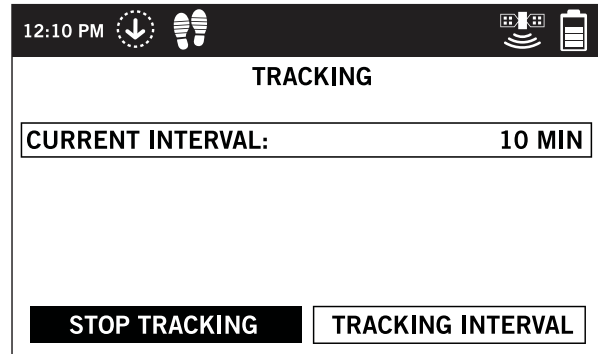 12:10 PM
TRACKING
CURRENT INTERVAL: 10 MIN
STOP TRACKING TRACKING INTERVAL